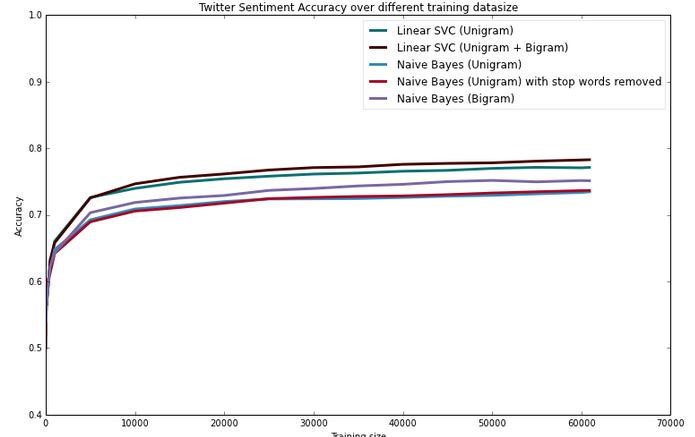 Twitter Sentiment Accuracy over different training datasize
1.0
0.9
0.8
0.7
0.6
0.5
0.4
Accuracy
Linear SVC (Unigram)
Linear SVC (Unigram + Bigram)
Naive Bayes (Unigram)
Naive Bayes (Unigram) with stop words removed
Naive Bayes (Bigram)
0 10000 20000 30000 40000 50000 60000 70000
Training size